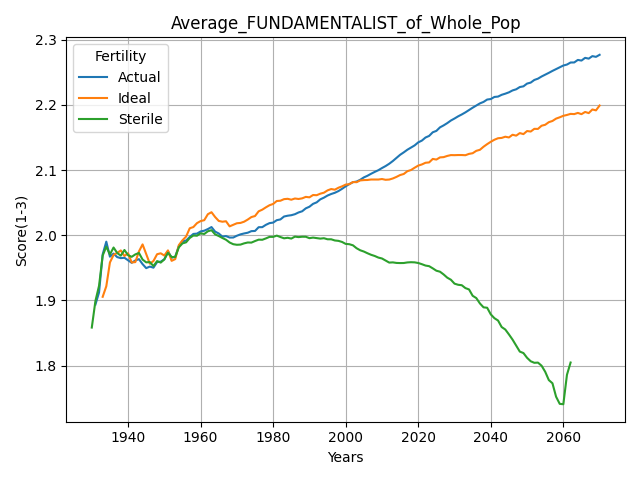 Average_FUNDAMENTALIST_of_Whole_Pop
Fertility
Actual
Ideal
Sterile
Score(1-3)
2.3
2.2
2.1
2.0
1.9
1.8
1940
1960
1980
2000
2020
2040
2060
Years